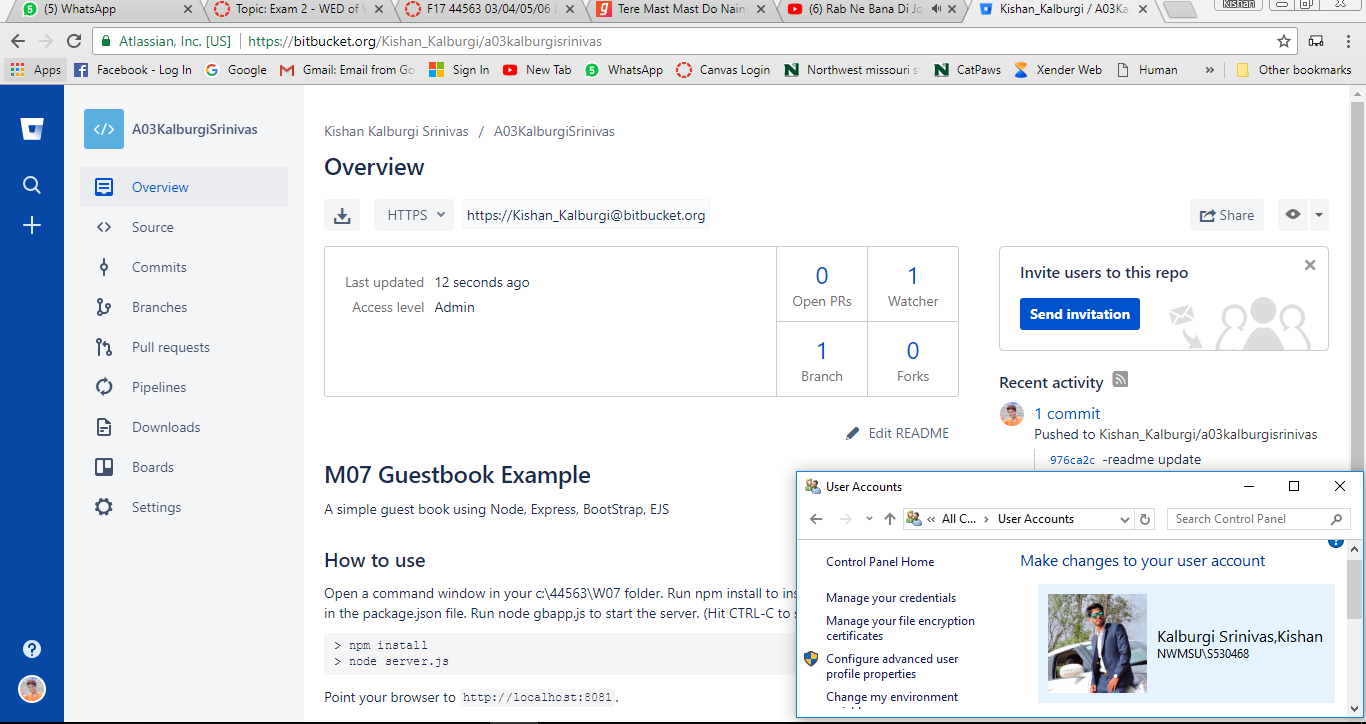 (5) WhatsApp
Topic: Exam 2 - WED of
F17 44563 03/04/05/06
Tere Mast Mast Do Nain
(6) Rab Ne Bana Di Jo
Kishan_Kalburgi / A03Ka
Kishan
Atlassian, Inc. [US] https://bitbucket.org/Kishan_Kalburgi/a03kalburgisrinivas
Apps Facebook - Log In Google Gmail: Email from Go Sign In New Tab WhatsApp Canvas Login Northwest missouri s CatPaws Xender Web Human » Other bookmarks
A03KalburgiSrinivas
Overview
Source
Commits
Branches
Pull requests
Pipelines
Downloads
Boards
Settings
Kishan Kalburgi Srinivas / A03KalburgiSrinivas
Overview
HTTPS https://Kishan_Kalburgi@bitbucket.org
Share
Last updated 12 seconds ago
Access level Admin
0
Open PRs
1
Watcher
1
Branch
0
Forks
Invite users to this repo
Send invitation
Recent activity
1 commit
Pushed to Kishan_Kalburgi/a03kalburgisrinivas
976ca2c -readme update
Edit README
M07 Guestbook Example
A simple guest book using Node, Express, BootStrap, EJS
How to use
Open a command window in your c:\44563\W07 folder. Run npm install to ins
in the package.json file. Run node gbapp.js to start the server. (Hit CTRL-C to s
> npm install
> node server.js
Point your browser to http://localhost:8081.
User Accounts
« All C... › User Accounts
Search Control Panel
Control Panel Home
Manage your credentials
Manage your file encryption
certificates
Configure advanced user
profile properties
Change my environment
Make changes to your user account
Kalburgi Srinivas,Kishan
NWMSU\S530468